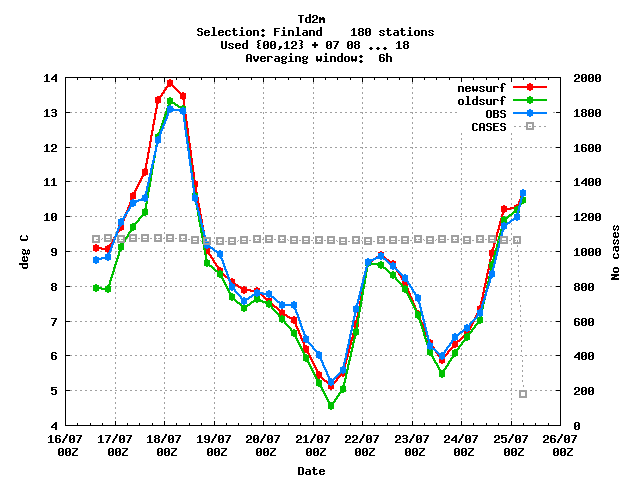 Td2m
Selection: Finland    180 stations
Used {00,12} + 07 08 ... 18
Averaging window:  6h
newsurf
oldsurf
OBS
CASES
deg C
14
13
12
11
10
9
8
7
6
5
4
No cases
2000
1800
1600
1400
1200
1000
800
600
400
200
0
16/07 17/07 18/07 19/07 20/07 21/07 22/07 23/07 24/07 25/07 26/07
00Z 00Z 00Z 00Z 00Z 00Z 00Z 00Z 00Z 00Z 00Z
Date